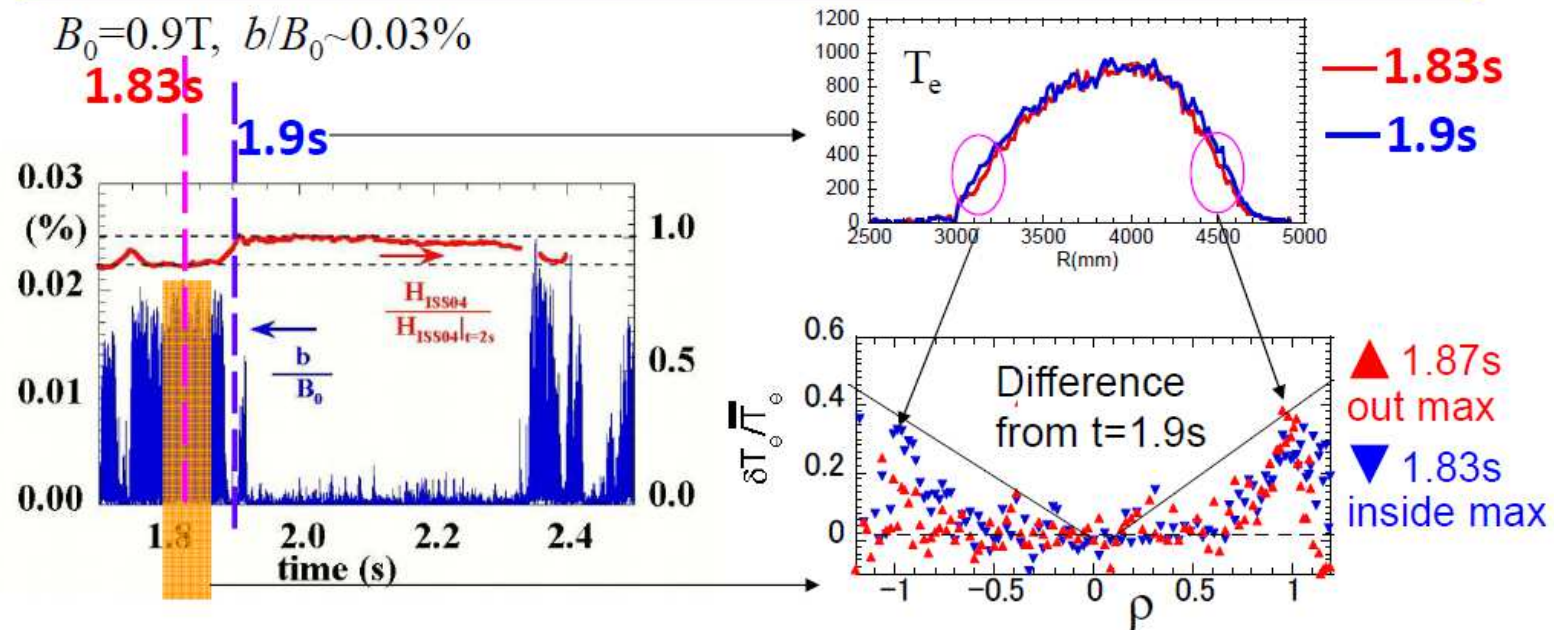 B₀=0.9T, b/B₀~0.03%
1.83s
1.9s
0.03
(%)
0.02
0.01
0.00
1.0
0.5
0.0
H_ISS04
H_ISS04|t=2s
b
B₀
1.8 2.0 2.2 2.4
time (s)
1200
1000
800
600
400
200
0
Tₑ
2500 3000 3500 4000 4500 5000
R(mm)
1.83s
1.9s
0.6
0.4
0.2
0
δTₑ/T̄ₑ
Difference
from t=1.9s
−1 −0.5 0 0.5 1
ρ
▲ 1.87s
out max
▼ 1.83s
inside max